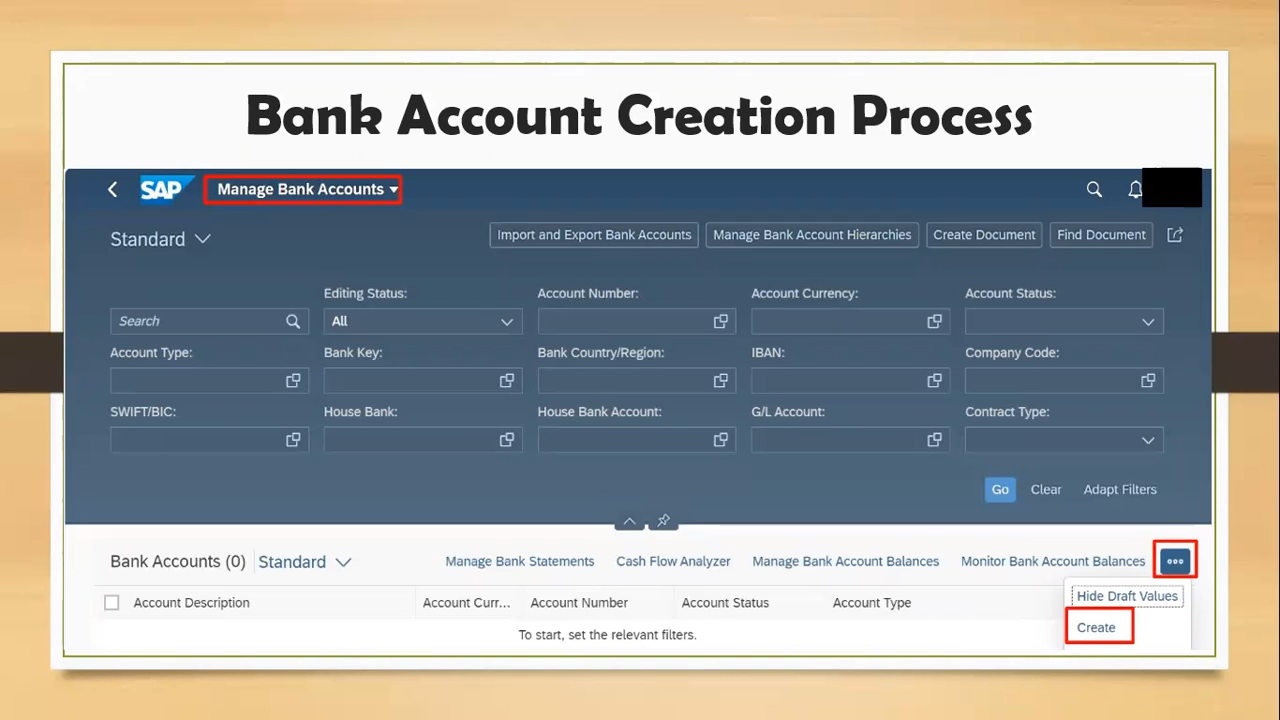 Bank Account Creation Process
SAP Manage Bank Accounts
Standard Import and Export Bank Accounts Manage Bank Account Hierarchies Create Document Find Document
Editing Status: Account Number: Account Currency: Account Status:
Search All
Account Type: Bank Key: Bank Country/Region: IBAN: Company Code:
SWIFT/BIC: House Bank: House Bank Account: G/L Account: Contract Type:
Go Clear Adapt Filters
Bank Accounts (0) Standard Manage Bank Statements Cash Flow Analyzer Manage Bank Account Balances Monitor Bank Account Balances
Hide Draft Values
Account Description Account Curr... Account Number Account Status Account Type
Create
To start, set the relevant filters.